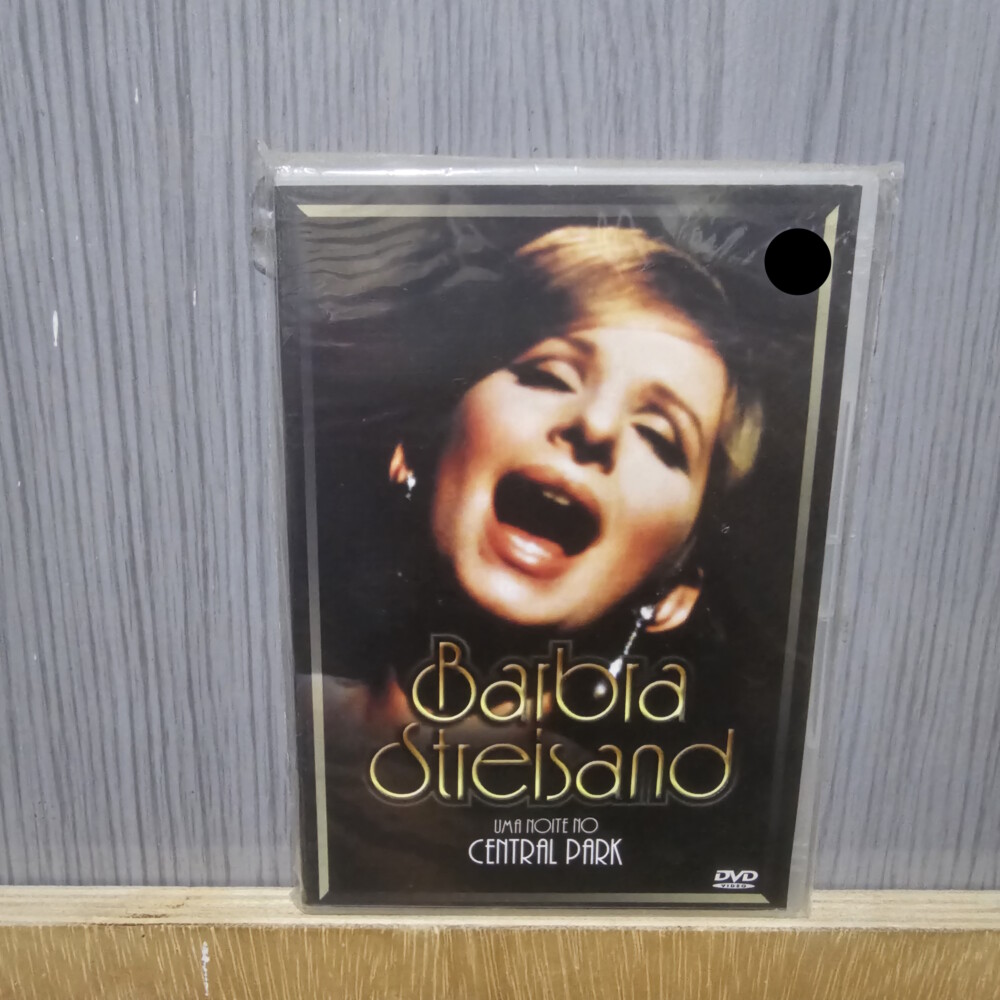 Barbra
Streisand
UMA NOITE NO
CENTRAL PARK
DVD
VIDEO